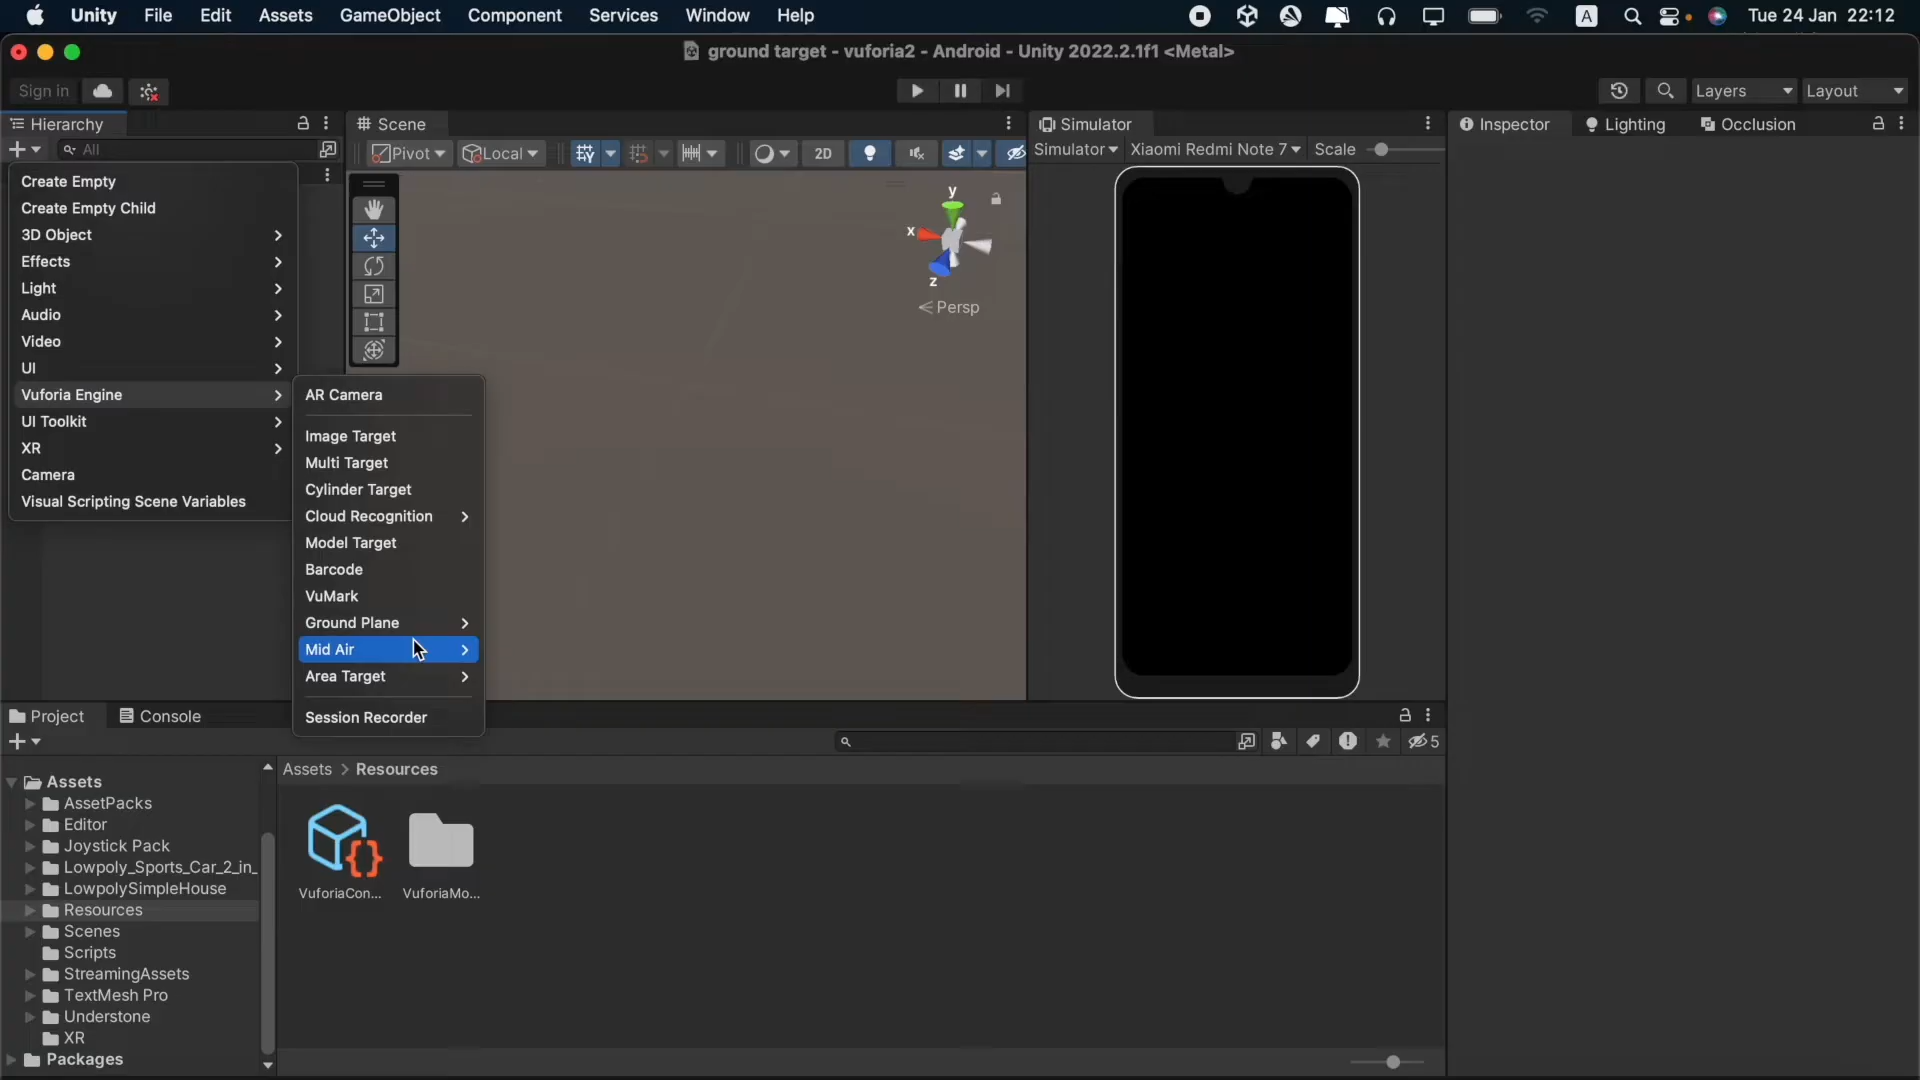 Unity File Edit Assets GameObject Component Services Window Help A Tue 24 Jan 22:12
ground target - vuforia2 - Android - Unity 2022.2.1f1 <Metal>
Sign in Layers Layout
Hierarchy
All
Create Empty
Create Empty Child
3D Object
Effects
Light
Audio
Video
UI
Vuforia Engine
UI Toolkit
XR
Camera
Visual Scripting Scene Variables
AR Camera
Image Target
Multi Target
Cylinder Target
Cloud Recognition
Model Target
Barcode
VuMark
Ground Plane
Mid Air
Area Target
Session Recorder
Scene
Pivot Local 2D
y
x
z
Persp
Simulator
Simulator Xiaomi Redmi Note 7 Scale
Inspector Lighting Occlusion
Project Console
5
Assets
AssetPacks
Editor
Joystick Pack
Lowpoly_Sports_Car_2_in_
LowpolySimpleHouse
Resources
Scenes
Scripts
StreamingAssets
TextMesh Pro
Understone
XR
Packages
Assets > Resources
VuforiaCon... VuforiaMo...